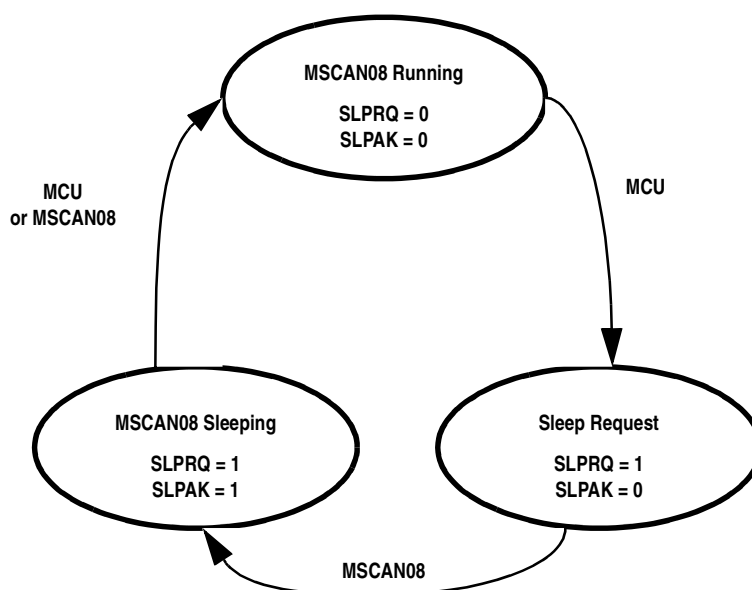 MSCAN08 Running
SLPRQ = 0
SLPAK = 0
MCU
or MSCAN08
MCU
MSCAN08 Sleeping
SLPRQ = 1
SLPAK = 1
Sleep Request
SLPRQ = 1
SLPAK = 0
MSCAN08